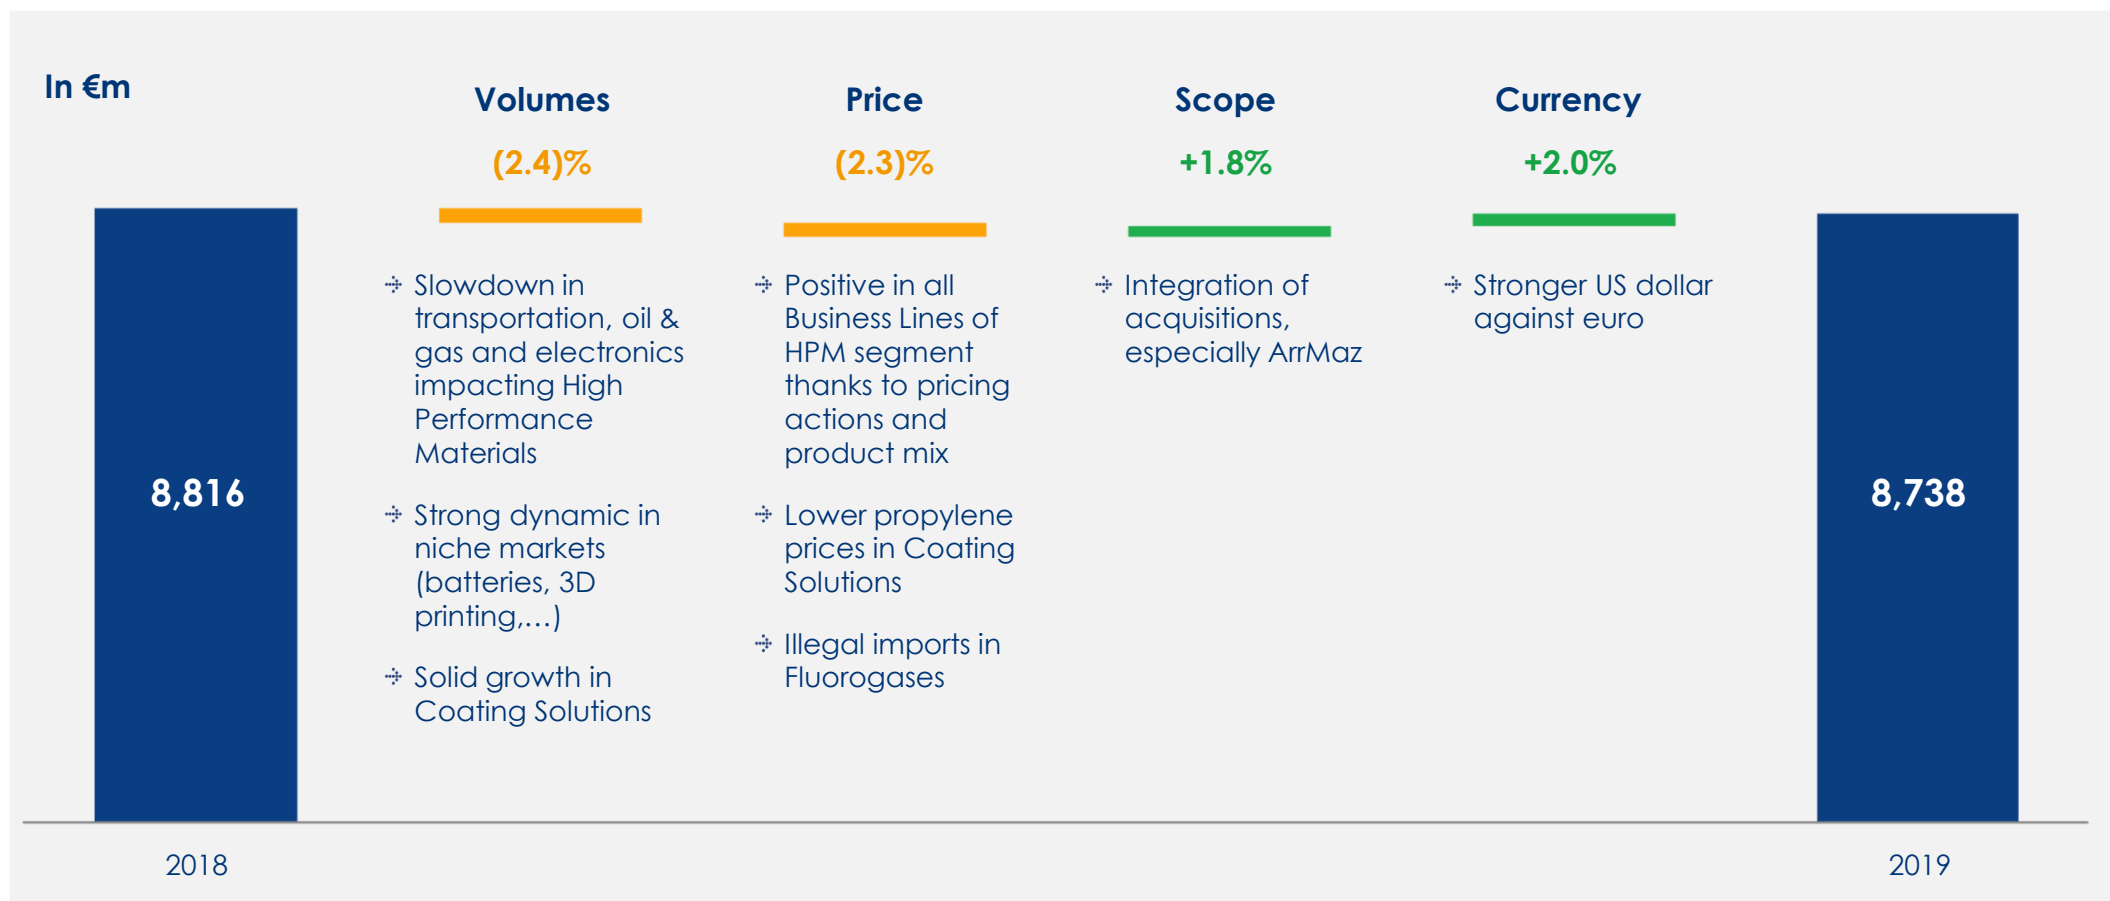 In €m
Volumes
(2.4)%
Slowdown in
transportation, oil &
gas and electronics
impacting High
Performance
Materials
Strong dynamic in
niche markets
(batteries, 3D
printing,…)
Solid growth in
Coating Solutions
Price
(2.3)%
Positive in all
Business Lines of
HPM segment
thanks to pricing
actions and
product mix
Lower propylene
prices in Coating
Solutions
Illegal imports in
Fluorogases
Scope
+1.8%
Integration of
acquisitions,
especially ArrMaz
Currency
+2.0%
Stronger US dollar
against euro
8,816
8,738
2018
2019